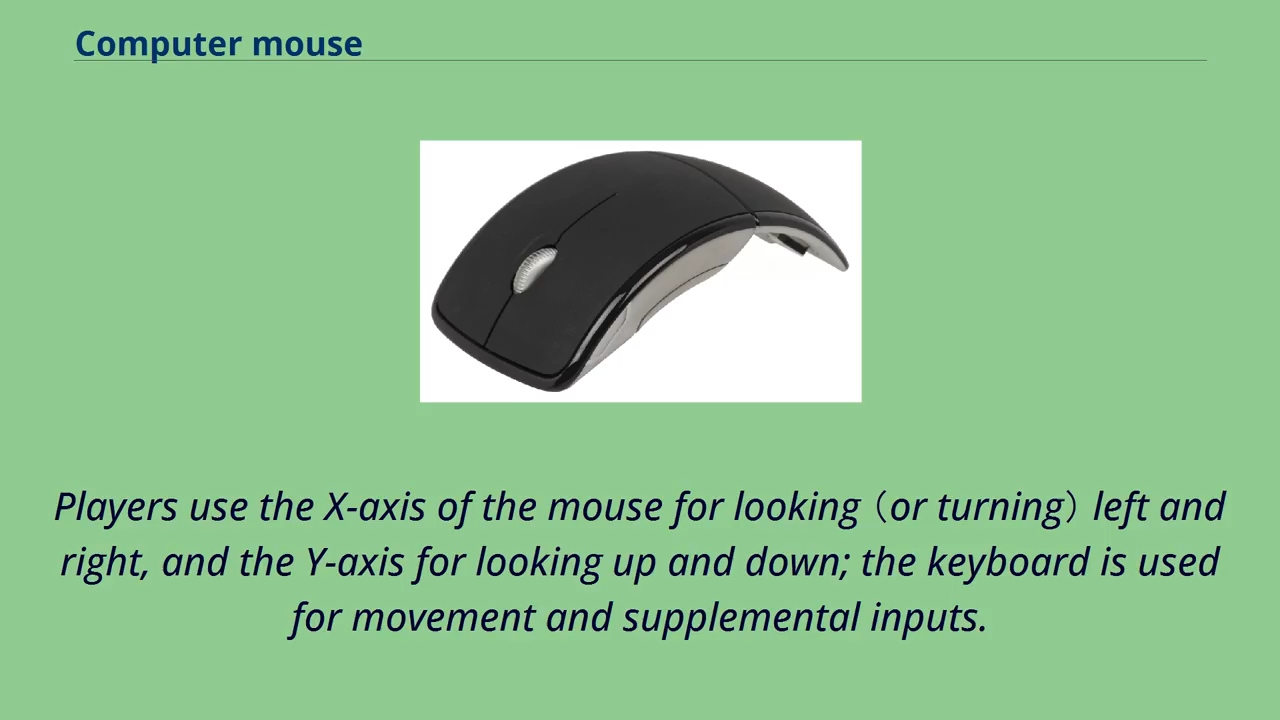 Computer mouse
Players use the X-axis of the mouse for looking（or turning）left and
right, and the Y-axis for looking up and down; the keyboard is used
for movement and supplemental inputs.